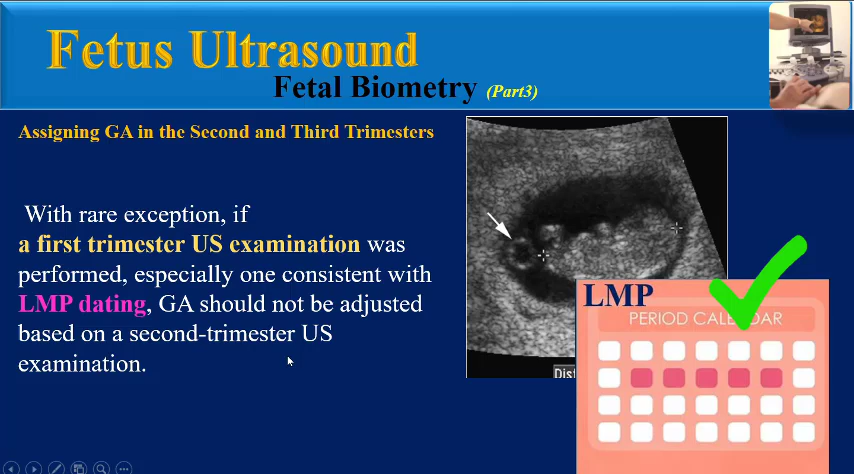 Fetus Ultrasound
Fetal Biometry (Part3)
Assigning GA in the Second and Third Trimesters
With rare exception, if
a first trimester US examination was
performed, especially one consistent with
LMP dating, GA should not be adjusted
based on a second-trimester US
examination.
Dist
LMP